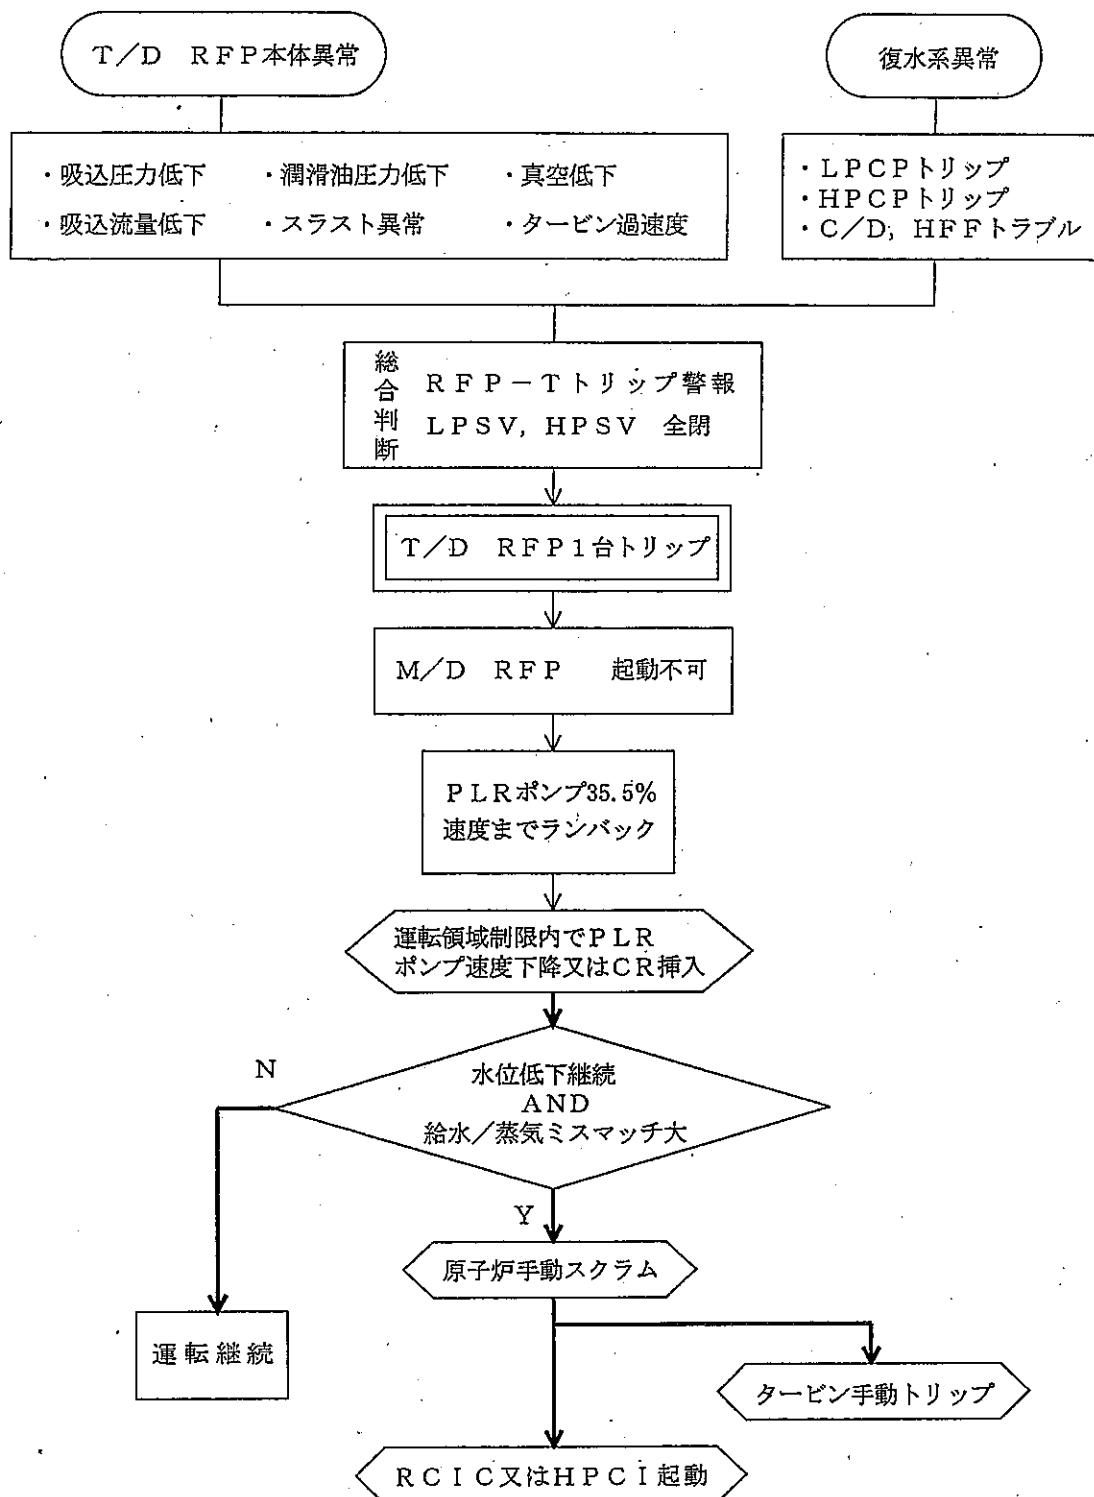 T/D RFP本体異常
復水系異常
・吸込圧力低下 ・潤滑油圧力低下 ・真空低下
・吸込流量低下 ・スラスト異常 ・タービン過速度
・LPCPトリップ
・HPCPトリップ
・C/D, HFFトラブル
総合判断
RFP-Tトリップ警報
LPSV, HPSV 全閉
T/D RFP1台トリップ
M/D RFP 起動不可
PLRポンプ35.5%
速度までランバック
運転領域制限内でPLR
ポンプ速度下降又はCR挿入
水位低下継続
AND
給水/蒸気ミスマッチ大
N
Y
原子炉手動スクラム
運転継続
タービン手動トリップ
RCIC又はHPCI起動